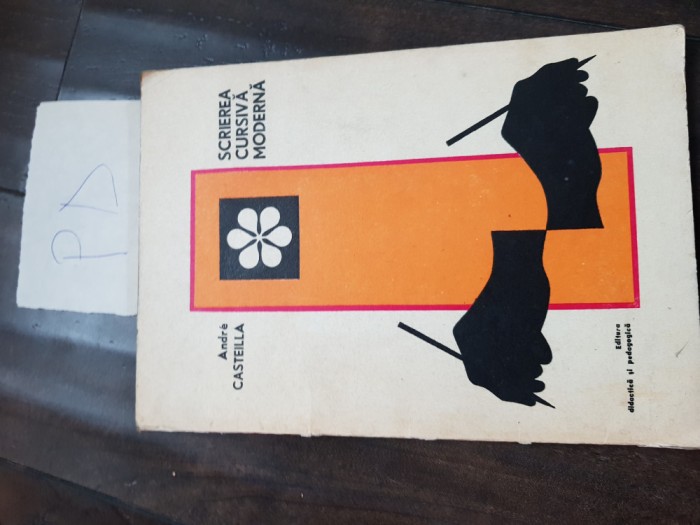 SCRIEREA
CURSIVĂ
MODERNĂ
André
CASTEILLA
Editura
didactică și pedagogică
PD